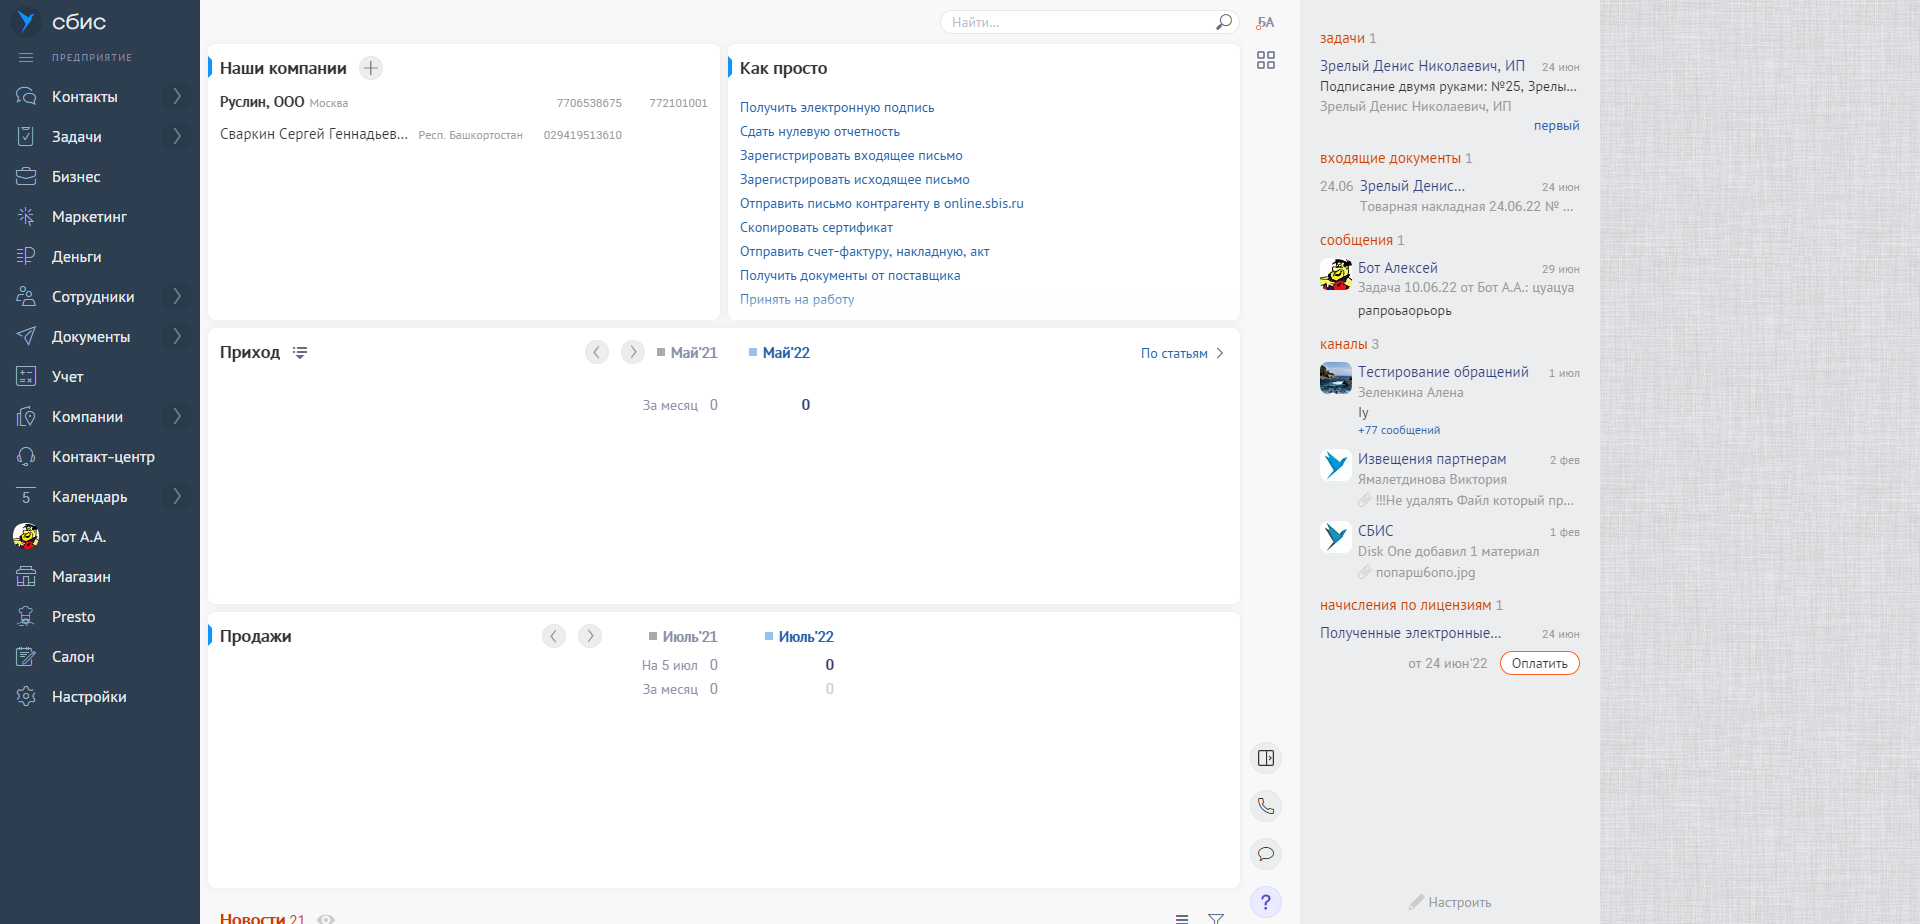 сбис
ПРЕДПРИЯТИЕ
Контакты
Задачи
Бизнес
Маркетинг
Деньги
Сотрудники
Документы
Учет
Компании
Контакт-центр
5 Календарь
Бот А.А.
Магазин
Presto
Салон
Настройки
Найти...
БА
Наши компании
Руслин, ООО Москва 7706538675 772101001
Сваркин Сергей Геннадьев... Респ. Башкортостан 029419513610
Как просто
Получить электронную подпись
Сдать нулевую отчетность
Зарегистрировать входящее письмо
Зарегистрировать исходящее письмо
Отправить письмо контрагенту в online.sbis.ru
Скопировать сертификат
Отправить счет-фактуру, накладную, акт
Получить документы от поставщика
Принять на работу
Приход Май'21 Май'22 По статьям
За месяц 0 0
Продажи Июль'21 Июль'22
На 5 июл 0 0
За месяц 0 0
Новости 21
?
задачи 1
Зрелый Денис Николаевич, ИП 24 июн
Подписание двумя руками: №25, Зрелы...
Зрелый Денис Николаевич, ИП
первый
входящие документы 1
24.06 Зрелый Денис... 24 июн
Товарная накладная 24.06.22 № ...
сообщения 1
Бот Алексей 29 июн
Задача 10.06.22 от Бот А.А.: цуацуа
рапроьаорьорь
каналы 3
Тестирование обращений 1 июл
Зеленкина Алена
Iy
+77 сообщений
Извещения партнерам 2 фев
Ямалетдинова Виктория
!!!Не удалять Файл который пр...
СБИС 1 фев
Disk One добавил 1 материал
попарш6опо.jpg
начисления по лицензиям 1
Полученные электронные... 24 июн
от 24 июн'22 Оплатить
Настроить